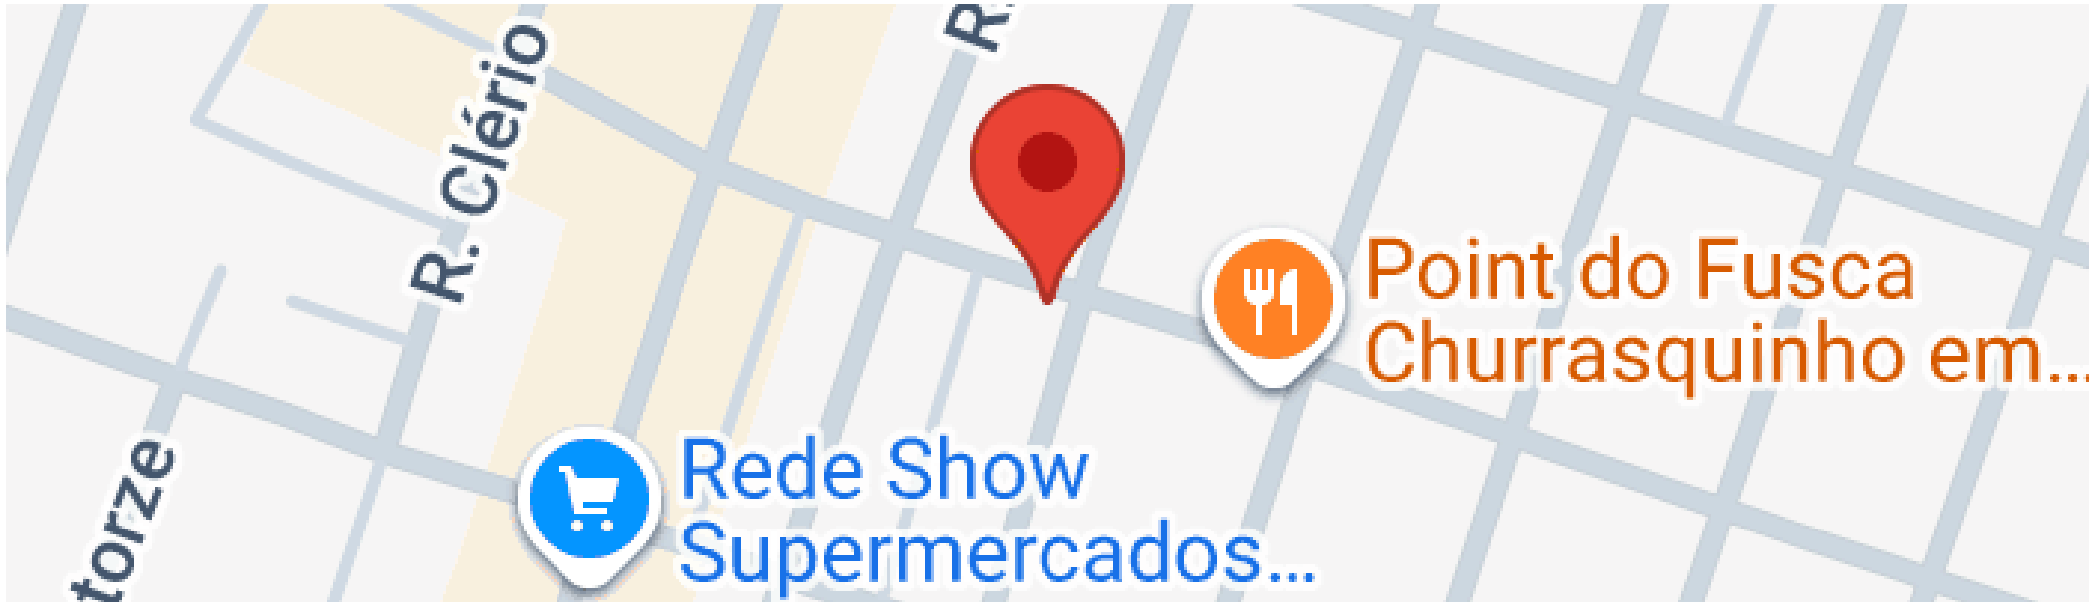 R.
R. Clério
Point do Fusca
Churrasquinho em...
Rede Show
Supermercados...
torze